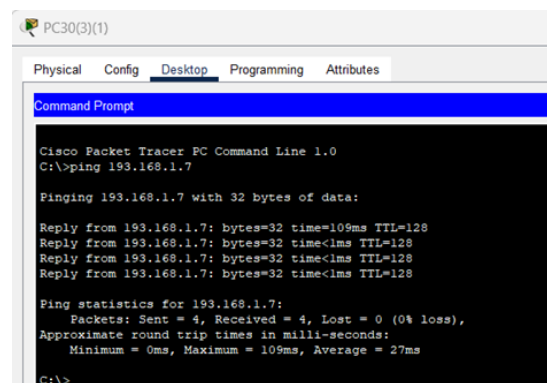 PC30(3)(1)
Physical Config Desktop Programming Attributes
Command Prompt
Cisco Packet Tracer PC Command Line 1.0
C:\>ping 193.168.1.7
Pinging 193.168.1.7 with 32 bytes of data:
Reply from 193.168.1.7: bytes=32 time=109ms TTL=128
Reply from 193.168.1.7: bytes=32 time<1ms TTL=128
Reply from 193.168.1.7: bytes=32 time<1ms TTL=128
Reply from 193.168.1.7: bytes=32 time<1ms TTL=128
Ping statistics for 193.168.1.7:
Packets: Sent = 4, Received = 4, Lost = 0 (0% loss),
Approximate round trip times in milli-seconds:
Minimum = 0ms, Maximum = 109ms, Average = 27ms
C:\>